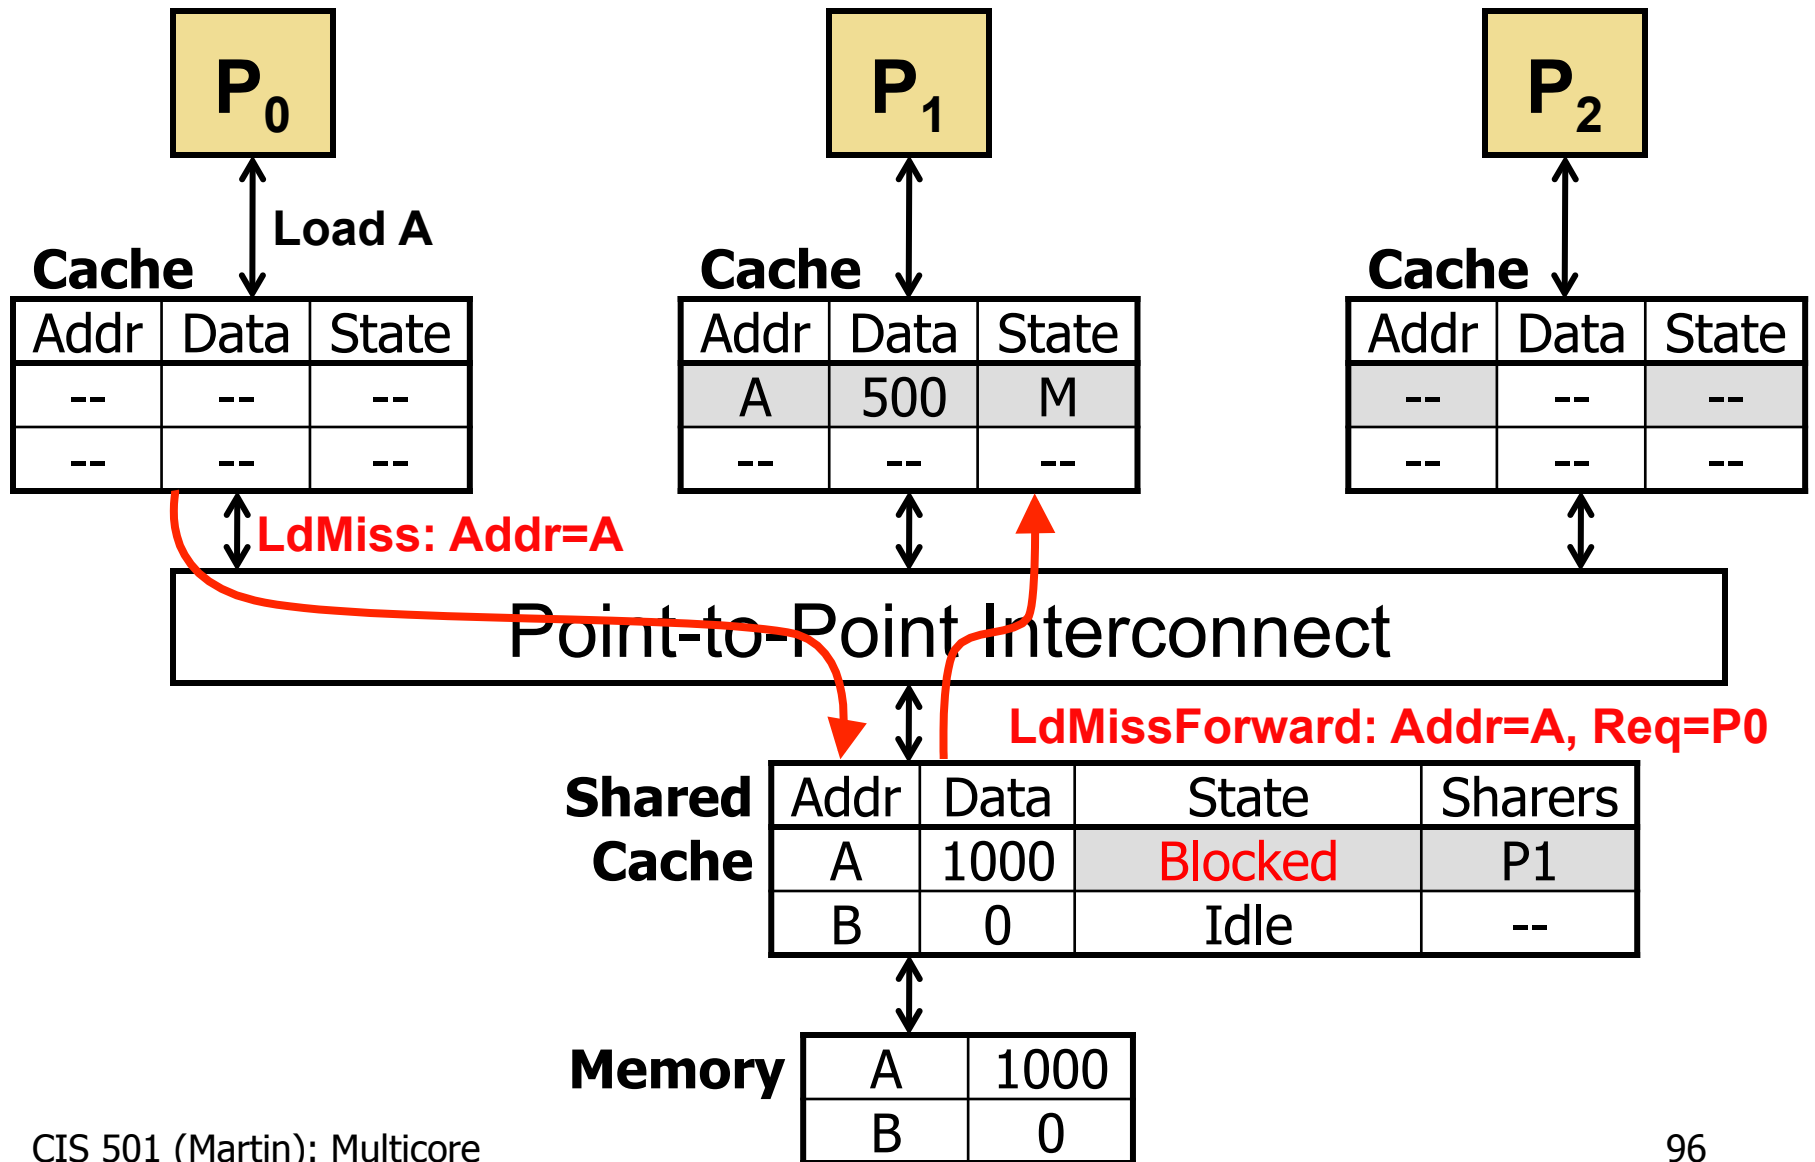 P0 P1 P2
Load A
Cache Cache Cache
Addr Data State Addr Data State Addr Data State
-- -- -- A 500 M -- -- --
-- -- -- -- -- -- -- -- --
LdMiss: Addr=A
Point-to-Point Interconnect
LdMissForward: Addr=A, Req=P0
Shared Addr Data State Sharers
Cache A 1000 Blocked P1
B 0 Idle --
Memory A 1000
B 0
CIS 501 (Martin): Multicore 96